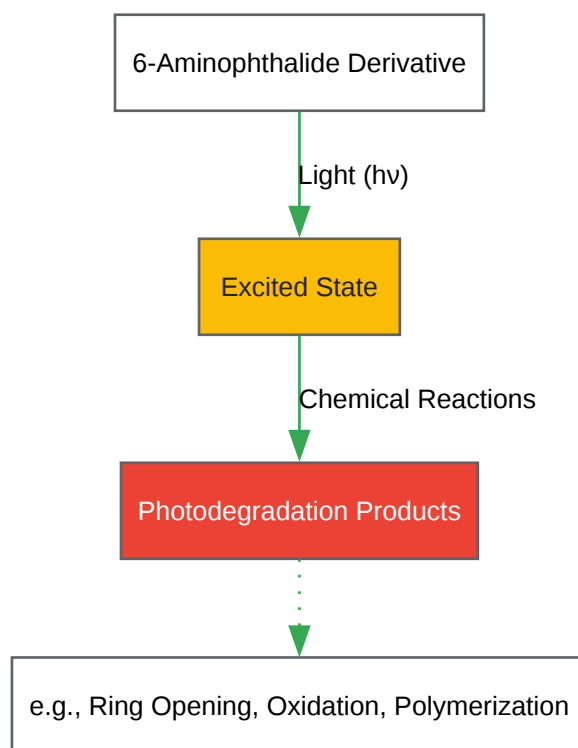 6-Aminophthalide Derivative
Light (hν)
Excited State
Chemical Reactions
Photodegradation Products
e.g., Ring Opening, Oxidation, Polymerization